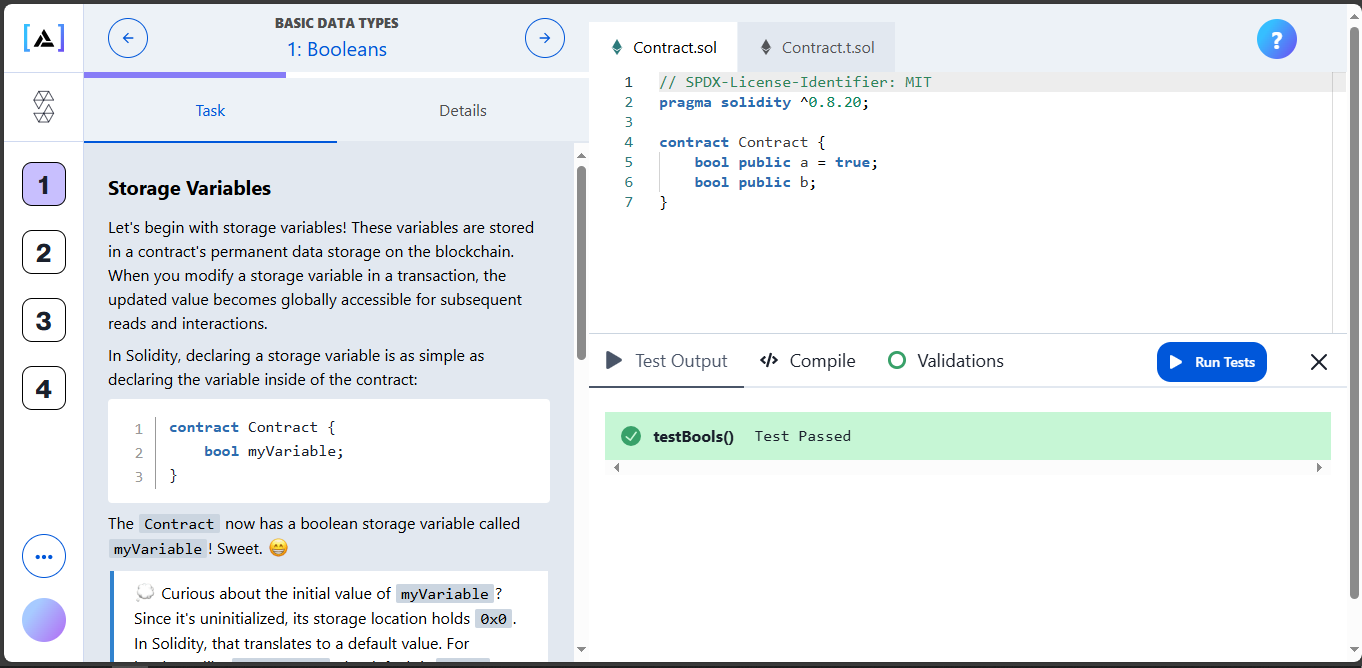 [A]
BASIC DATA TYPES
1: Booleans
Task
Details
1
2
3
4
Storage Variables
Let's begin with storage variables! These variables are stored
in a contract's permanent data storage on the blockchain.
When you modify a storage variable in a transaction, the
updated value becomes globally accessible for subsequent
reads and interactions.
In Solidity, declaring a storage variable is as simple as
declaring the variable inside of the contract:
1 contract Contract {
2     bool myVariable;
3 }
The Contract now has a boolean storage variable called
myVariable! Sweet. 😁
💭 Curious about the initial value of myVariable?
Since it's uninitialized, its storage location holds 0x0.
In Solidity, that translates to a default value. For
Contract.sol
Contract.t.sol
?
1 // SPDX-License-Identifier: MIT
2 pragma solidity ^0.8.20;
3
4 contract Contract {
5     bool public a = true;
6     bool public b;
7 }
Test Output
</> Compile
Validations
Run Tests
testBools() Test Passed